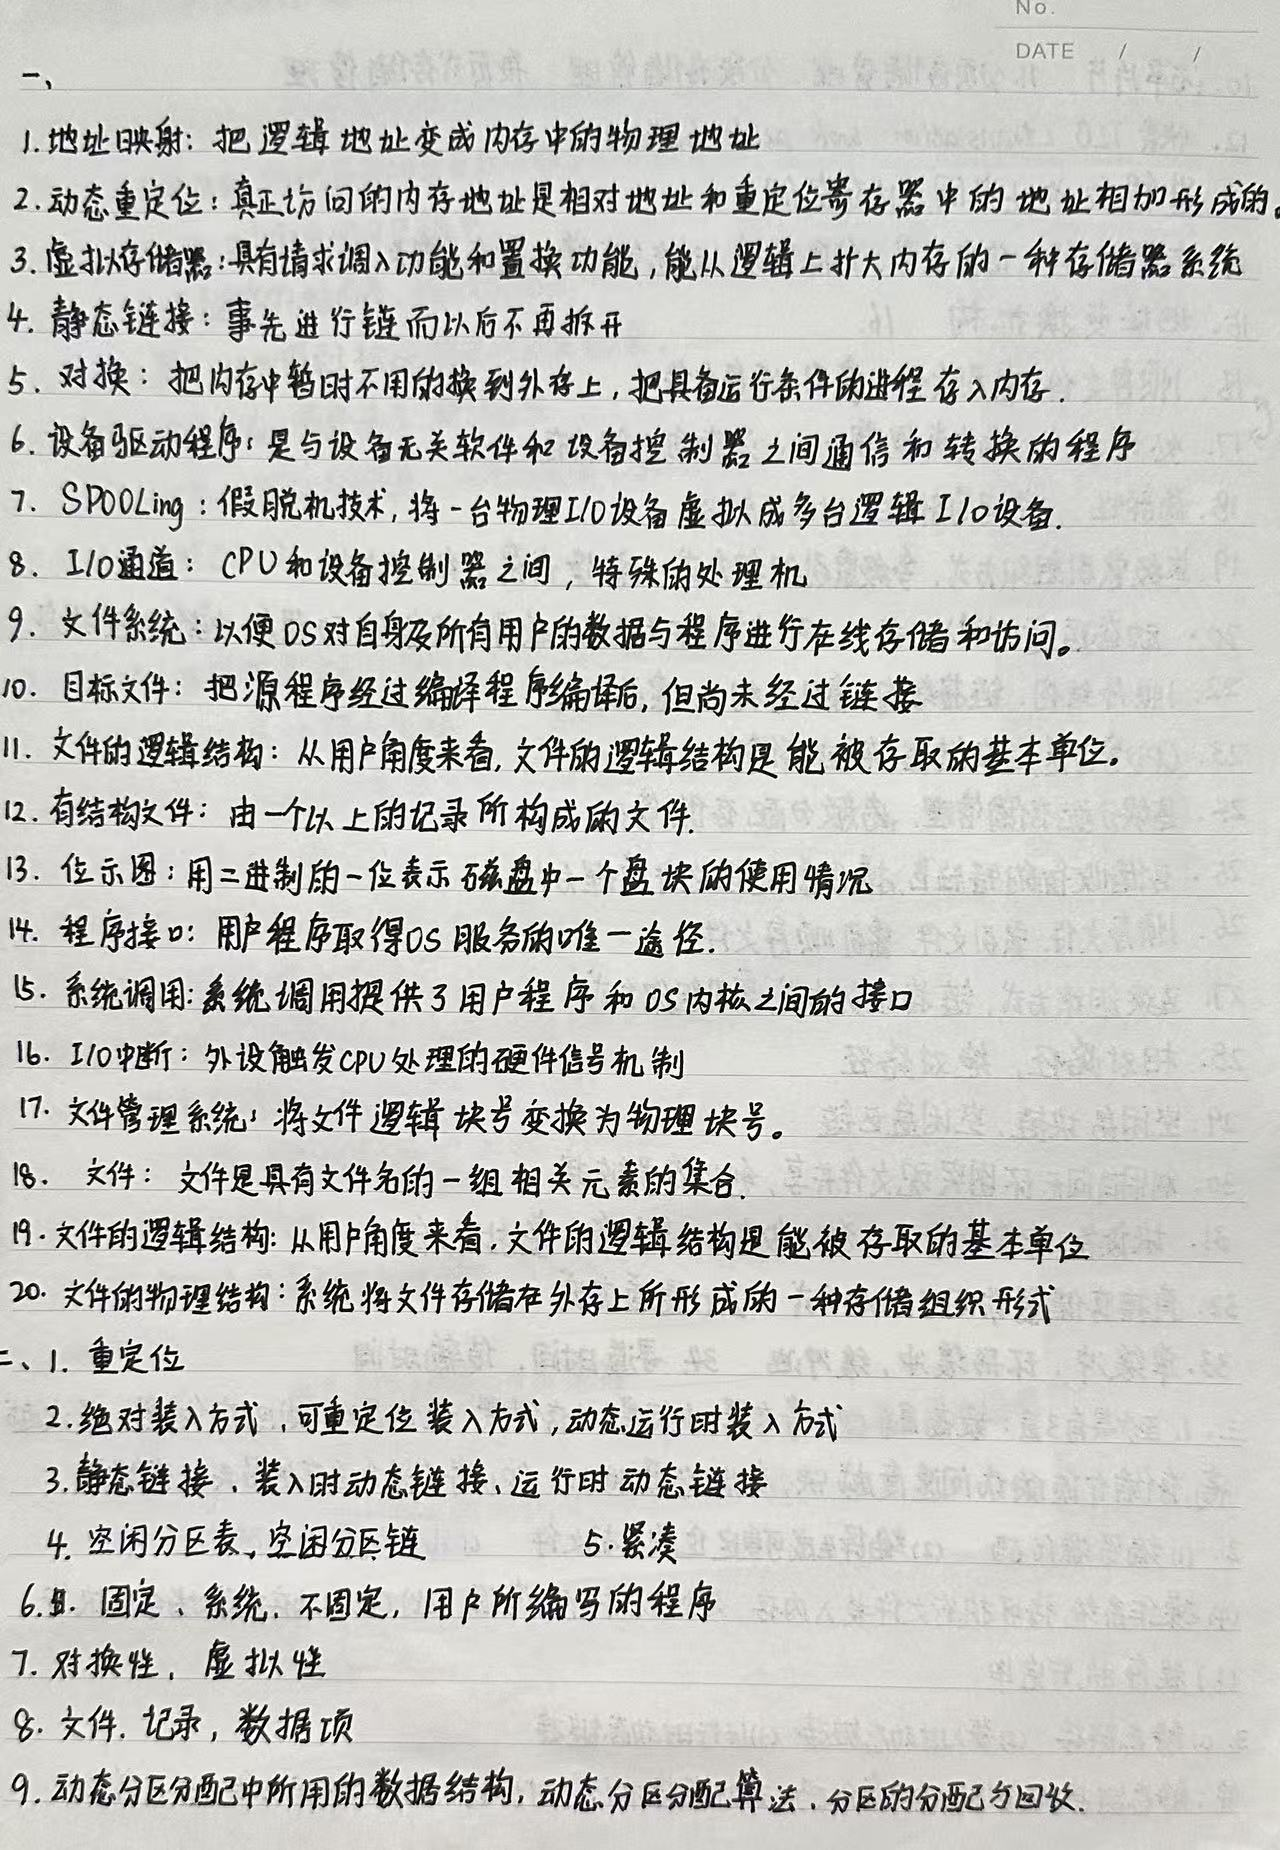 No.
DATE / /
一、
1. 地址映射：把逻辑地址变成内存中的物理地址
2. 动态重定位：真正访问的内存地址是相对地址和重定位寄存器中的地址相加形成的。
3. 虚拟存储器：具有请求调入功能和置换功能，能从逻辑上扩大内存的一种存储器系统
4. 静态链接：事先进行链而以后不再拆开
5. 对换：把内存中暂时不用的换到外存上，把具备运行条件的进程存入内存.
6. 设备驱动程序：是与设备无关软件和设备控制器之间通信和转换的程序
7. SPOOLing：假脱机技术，将一台物理I/O设备虚拟成多台逻辑I/O设备.
8. I/O通道：CPU和设备控制器之间，特殊的处理机
9. 文件系统：以便OS对自身及所有用户的数据与程序进行在线存储和访问。
10. 目标文件：把源程序经过编译程序编译后，但尚未经过链接
11. 文件的逻辑结构：从用户角度来看，文件的逻辑结构是能被存取的基本单位。
12. 有结构文件：由一个以上的记录所构成的文件.
13. 位示图：用二进制的一位表示磁盘中一个盘块的使用情况
14. 程序接口：用户程序取得OS服务的唯一途径.
15. 系统调用：系统调用提供了用户程序和OS内核之间的接口
16. I/O中断：外设触发CPU处理的硬件信号机制
17. 文件管理系统：将文件逻辑块号变换为物理块号。
18. 文件：文件是具有文件名的一组相关元素的集合.
19. 文件的逻辑结构：从用户角度来看，文件的逻辑结构是能被存取的基本单位
20. 文件的物理结构：系统将文件存储在外存上所形成的一种存储组织形式
二、1. 重定位
2. 绝对装入方式，可重定位装入方式，动态运行时装入方式
3. 静态链接、装入时动态链接、运行时动态链接
4. 空闲分区表、空闲分区链 5. 紧凑
6. 固定、系统、不固定，用户所编写的程序
7. 对换性，虚拟性
8. 文件. 记录，数据项
9. 动态分区分配中所用的数据结构，动态分区分配算法、分区的分配与回收.